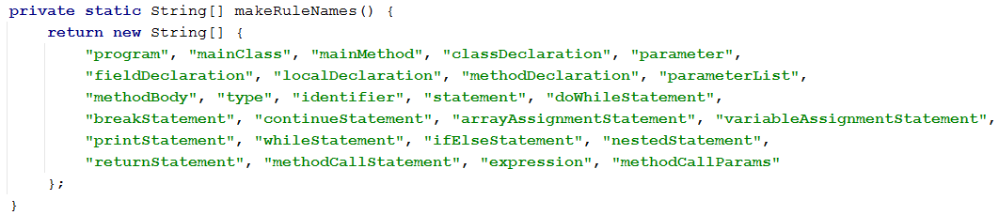 private static String[] makeRuleNames() {
    return new String[] {
        "program", "mainClass", "mainMethod", "classDeclaration", "parameter",
        "fieldDeclaration", "localDeclaration", "methodDeclaration", "parameterList",
        "methodBody", "type", "identifier", "statement", "doWhileStatement",
        "breakStatement", "continueStatement", "arrayAssignmentStatement", "variableAssignmentStatement",
        "printStatement", "whileStatement", "ifElseStatement", "nestedStatement",
        "returnStatement", "methodCallStatement", "expression", "methodCallParams"
    };
}